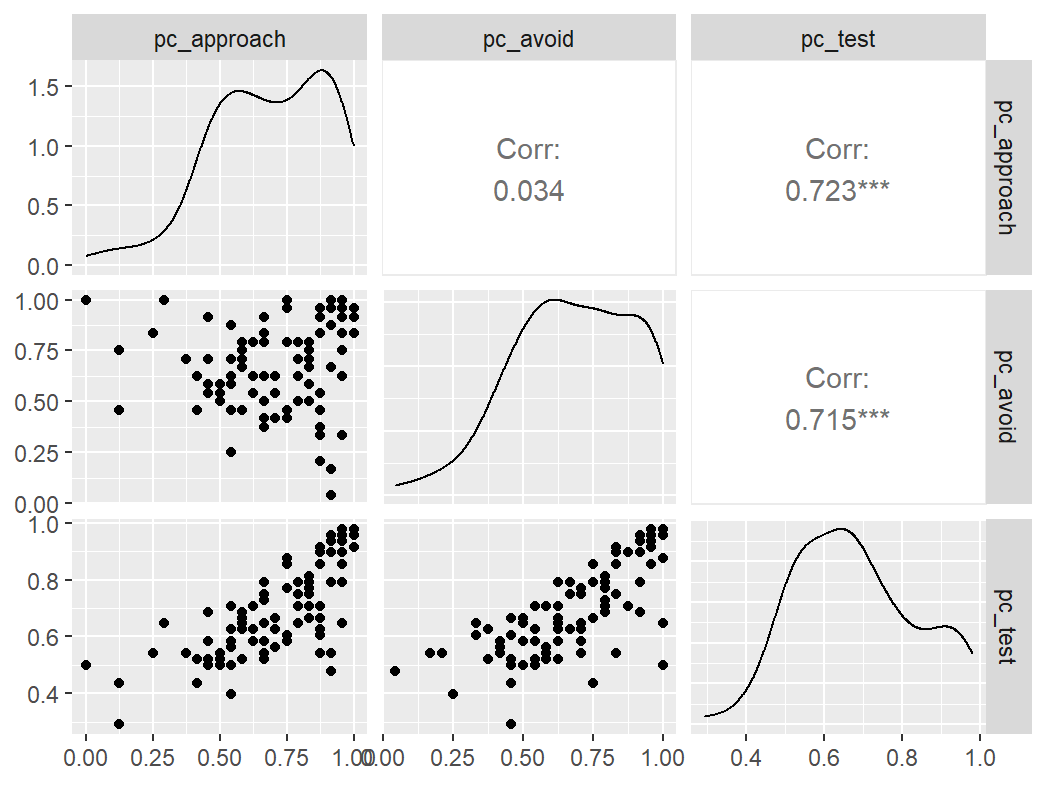 pc_approach pc_avoid pc_test
1.5
1.0
0.5
0.0
Corr:
0.034
Corr:
0.723***
pc_approach
1.00
0.75
0.50
0.25
0.00
Corr:
0.715***
pc_avoid
1.0
0.8
0.6
0.4
pc_test
0.00 0.25 0.50 0.75 1.00
0.00 0.25 0.50 0.75 1.00
0.4 0.6 0.8 1.0